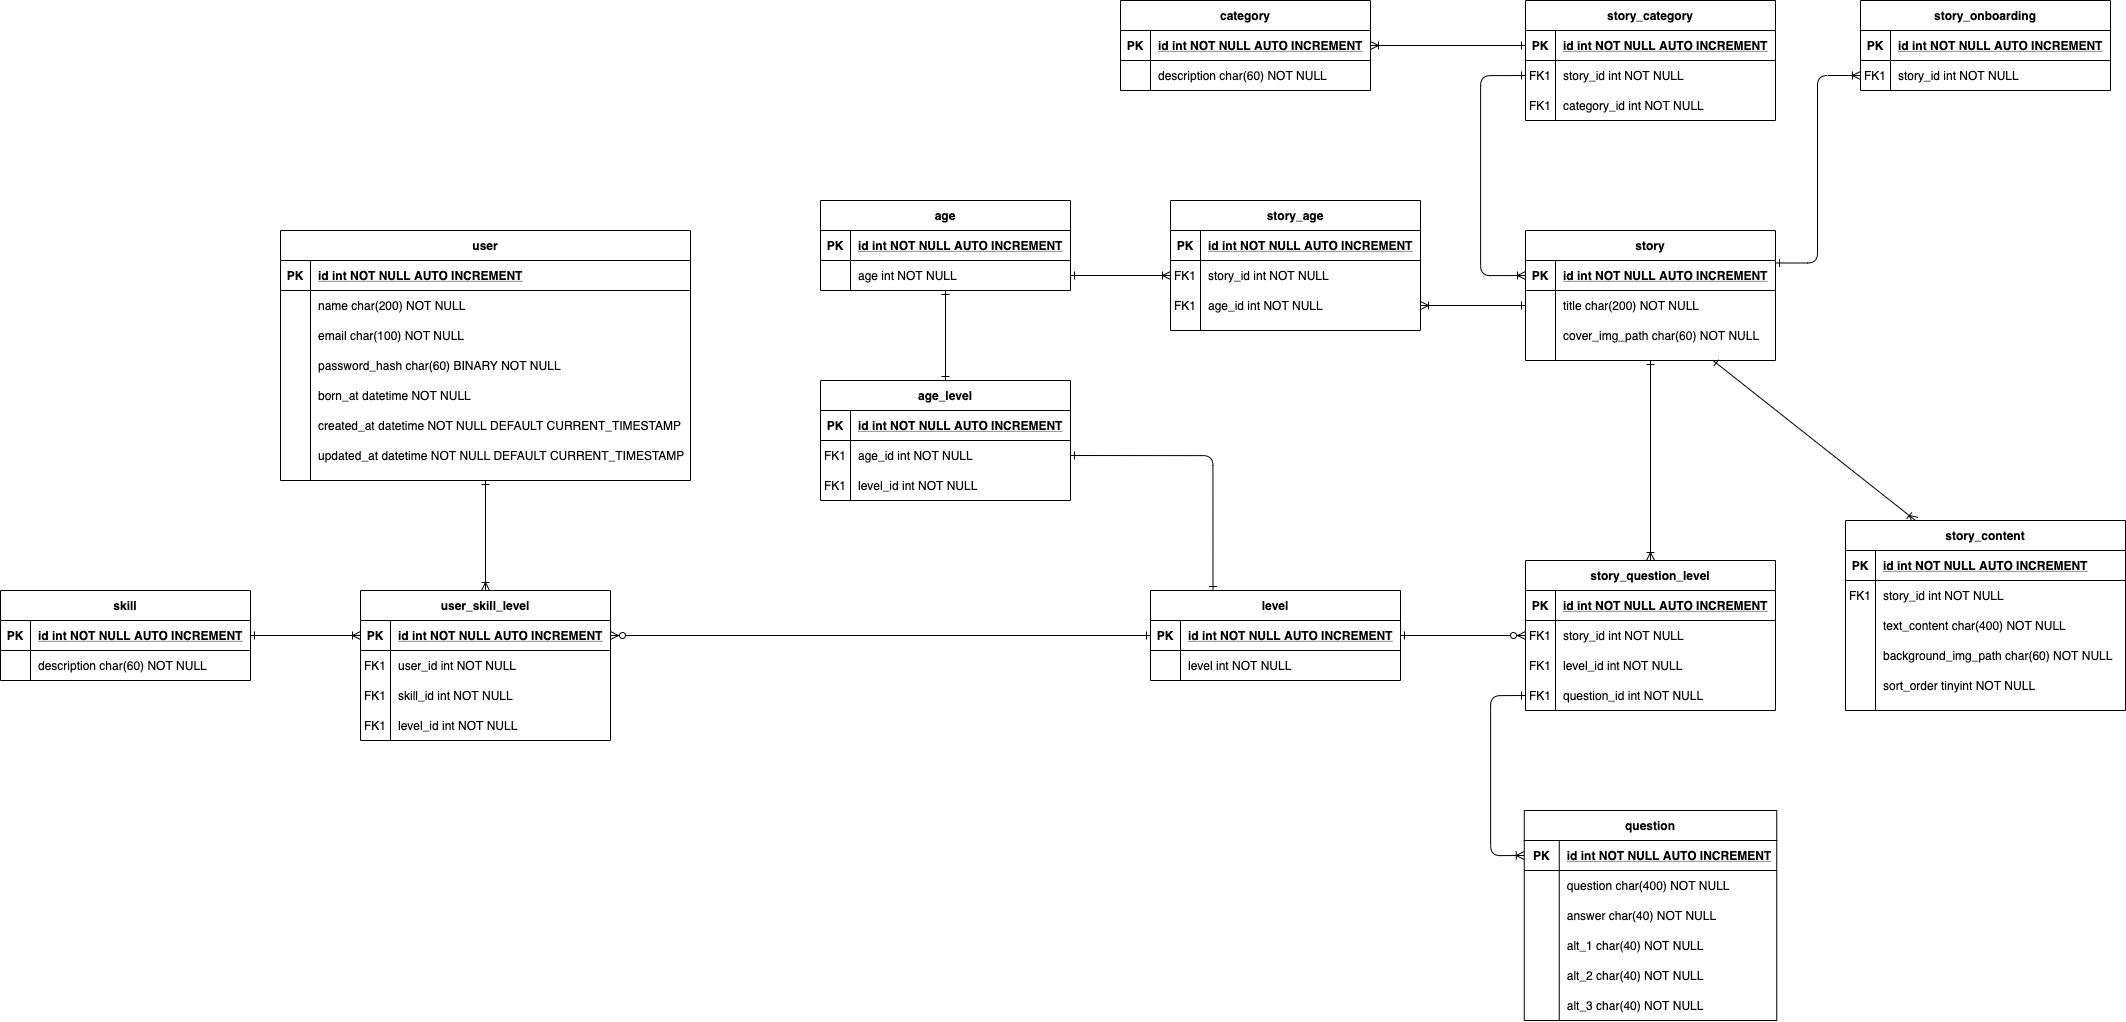 category
PK id int NOT NULL AUTO INCREMENT
description char(60) NOT NULL
story_category
PK id int NOT NULL AUTO INCREMENT
FK1 story_id int NOT NULL
FK1 category_id int NOT NULL
story_onboarding
PK id int NOT NULL AUTO INCREMENT
FK1 story_id int NOT NULL
user
PK id int NOT NULL AUTO INCREMENT
name char(200) NOT NULL
email char(100) NOT NULL
password_hash char(60) BINARY NOT NULL
born_at datetime NOT NULL
created_at datetime NOT NULL DEFAULT CURRENT_TIMESTAMP
updated_at datetime NOT NULL DEFAULT CURRENT_TIMESTAMP
age
PK id int NOT NULL AUTO INCREMENT
age int NOT NULL
story_age
PK id int NOT NULL AUTO INCREMENT
FK1 story_id int NOT NULL
FK1 age_id int NOT NULL
story
PK id int NOT NULL AUTO INCREMENT
title char(200) NOT NULL
cover_img_path char(60) NOT NULL
age_level
PK id int NOT NULL AUTO INCREMENT
FK1 age_id int NOT NULL
FK1 level_id int NOT NULL
skill
PK id int NOT NULL AUTO INCREMENT
description char(60) NOT NULL
user_skill_level
PK id int NOT NULL AUTO INCREMENT
FK1 user_id int NOT NULL
FK1 skill_id int NOT NULL
FK1 level_id int NOT NULL
level
PK id int NOT NULL AUTO INCREMENT
level int NOT NULL
story_question_level
PK id int NOT NULL AUTO INCREMENT
FK1 story_id int NOT NULL
FK1 level_id int NOT NULL
FK1 question_id int NOT NULL
story_content
PK id int NOT NULL AUTO INCREMENT
FK1 story_id int NOT NULL
text_content char(400) NOT NULL
background_img_path char(60) NOT NULL
sort_order tinyint NOT NULL
question
PK id int NOT NULL AUTO INCREMENT
question char(400) NOT NULL
answer char(40) NOT NULL
alt_1 char(40) NOT NULL
alt_2 char(40) NOT NULL
alt_3 char(40) NOT NULL